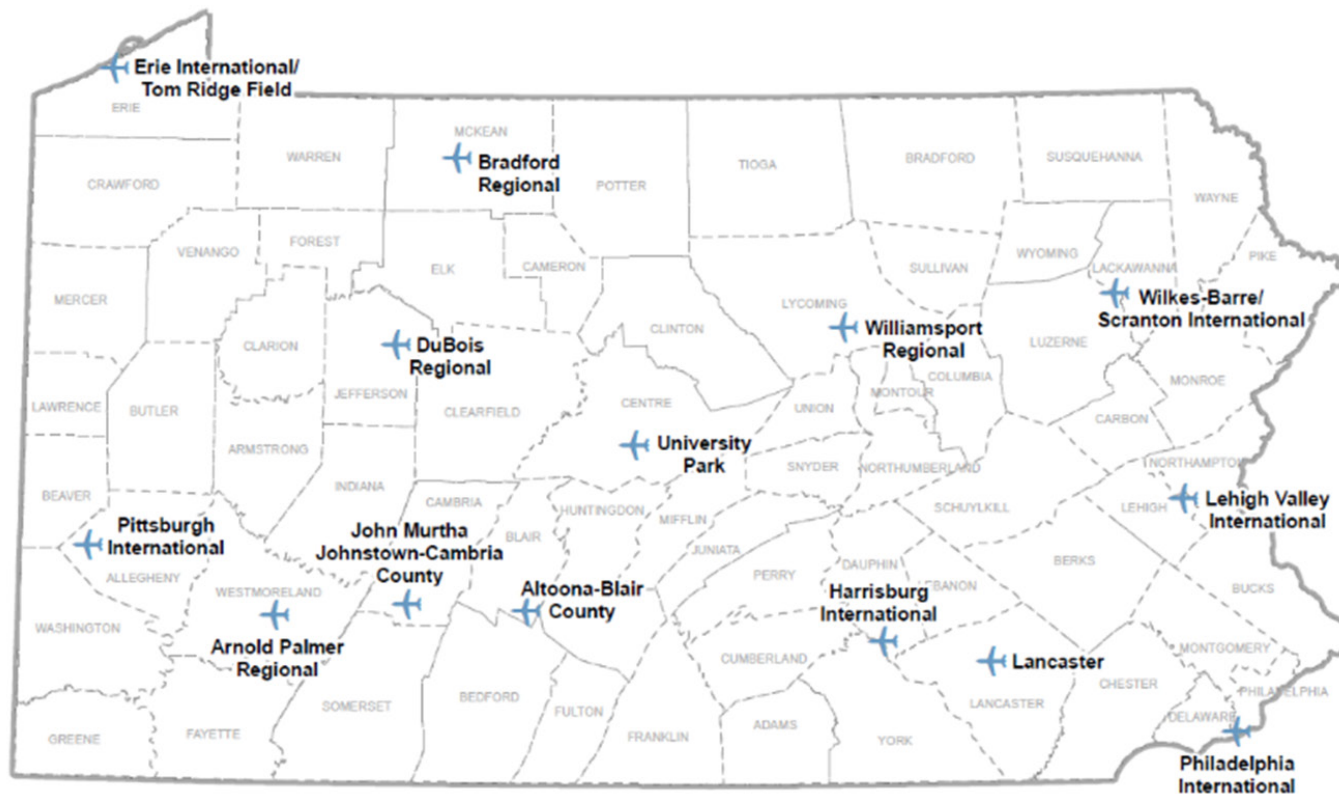 Erie International/
Tom Ridge Field
ERIE
MCKEAN
WARREN
Bradford
Regional
TIOGA
BRADFORD
SUSQUEHANNA
CRAWFORD
POTTER
WAYNE
VENANGO
FOREST
ELK
CAMERON
SULLIVAN
WYOMING
PIKE
LACKAWANNA
MERCER
LYCOMING
Wilkes-Barre/
Scranton International
CLINTON
Williamsport
Regional
CLARION
DuBois
Regional
LUZERNE
COLUMBIA
MONROE
JEFFERSON
MONTOUR
LAWRENCE
BUTLER
CLEARFIELD
CENTRE
UNION
CARBON
ARMSTRONG
University
Park
SNYDER
NORTHUMBERLAND
NORTHAMPTON
INDIANA
BEAVER
CAMBRIA
HUNTINGDON
MIFFLIN
SCHUYLKILL
LEHIGH
Lehigh Valley
International
Pittsburgh
International
John Murtha
Johnstown-Cambria
County
BLAIR
JUNIATA
ALLEGHENY
PERRY
DAUPHIN
BERKS
LEBANON
WESTMORELAND
Altoona-Blair
County
Harrisburg
International
BUCKS
WASHINGTON
Arnold Palmer
Regional
CUMBERLAND
Lancaster
MONTGOMERY
CHESTER
PHILADELPHIA
SOMERSET
BEDFORD
FULTON
LANCASTER
DELAWARE
GREENE
FAYETTE
FRANKLIN
ADAMS
YORK
Philadelphia
International